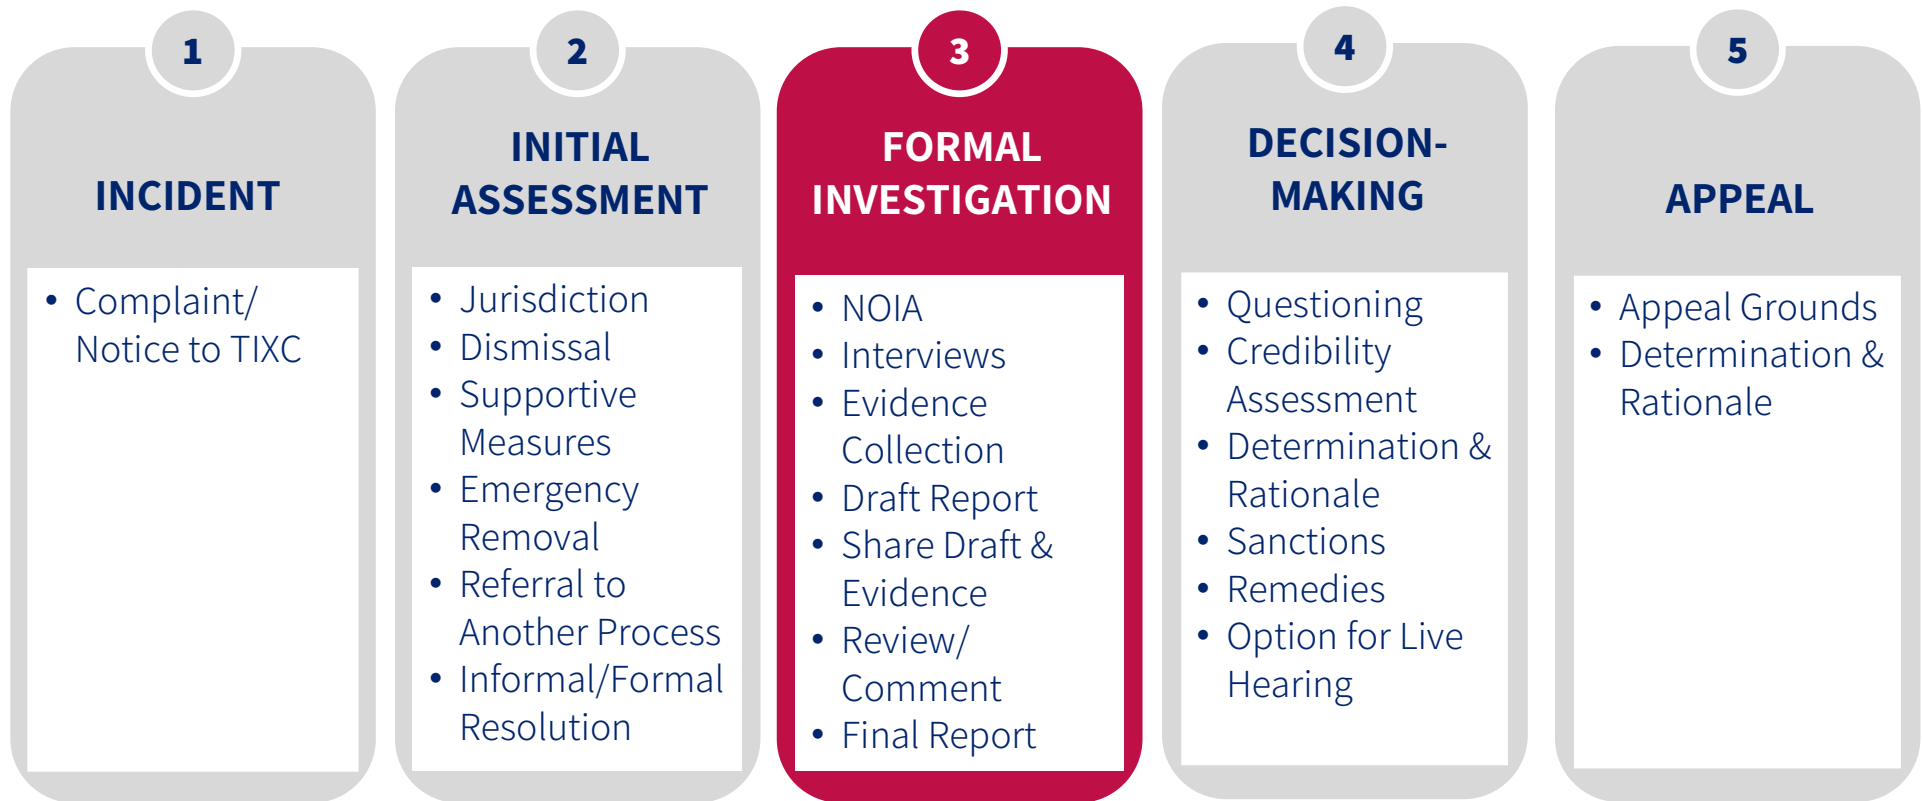 1
INCIDENT
• Complaint/
Notice to TIXC
2
INITIAL
ASSESSMENT
• Jurisdiction
• Dismissal
• Supportive
Measures
• Emergency
Removal
• Referral to
Another Process
• Informal/Formal
Resolution
3
FORMAL
INVESTIGATION
• NOIA
• Interviews
• Evidence
Collection
• Draft Report
• Share Draft &
Evidence
• Review/
Comment
• Final Report
4
DECISION-
MAKING
• Questioning
• Credibility
Assessment
• Determination &
Rationale
• Sanctions
• Remedies
• Option for Live
Hearing
5
APPEAL
• Appeal Grounds
• Determination &
Rationale